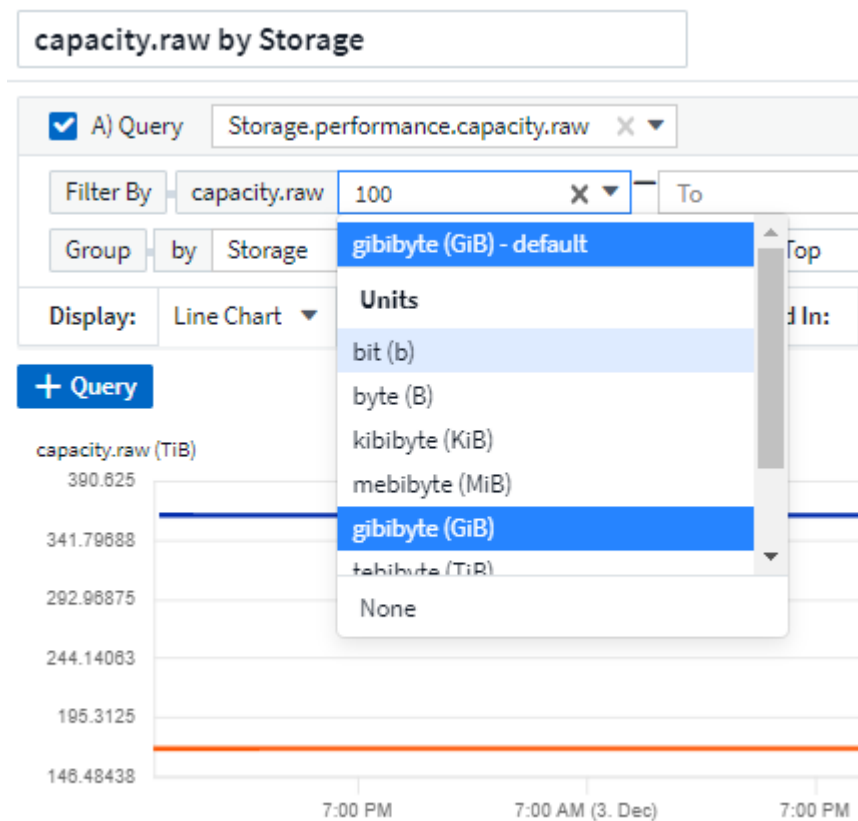 capacity.raw by Storage
A) Query Storage.performance.capacity.raw
Filter By capacity.raw 100 To
Group by Storage Top
gibibyte (GiB) - default
Units
Display: Line Chart d In:
bit (b)
byte (B)
+ Query
kibibyte (KiB)
mebibyte (MiB)
gibibyte (GiB)
tebibyte (TiB)
None
capacity.raw (TiB)
390.625
341.79688
292.96875
244.14063
195.3125
146.48438
7:00 PM 7:00 AM (3. Dec) 7:00 PM